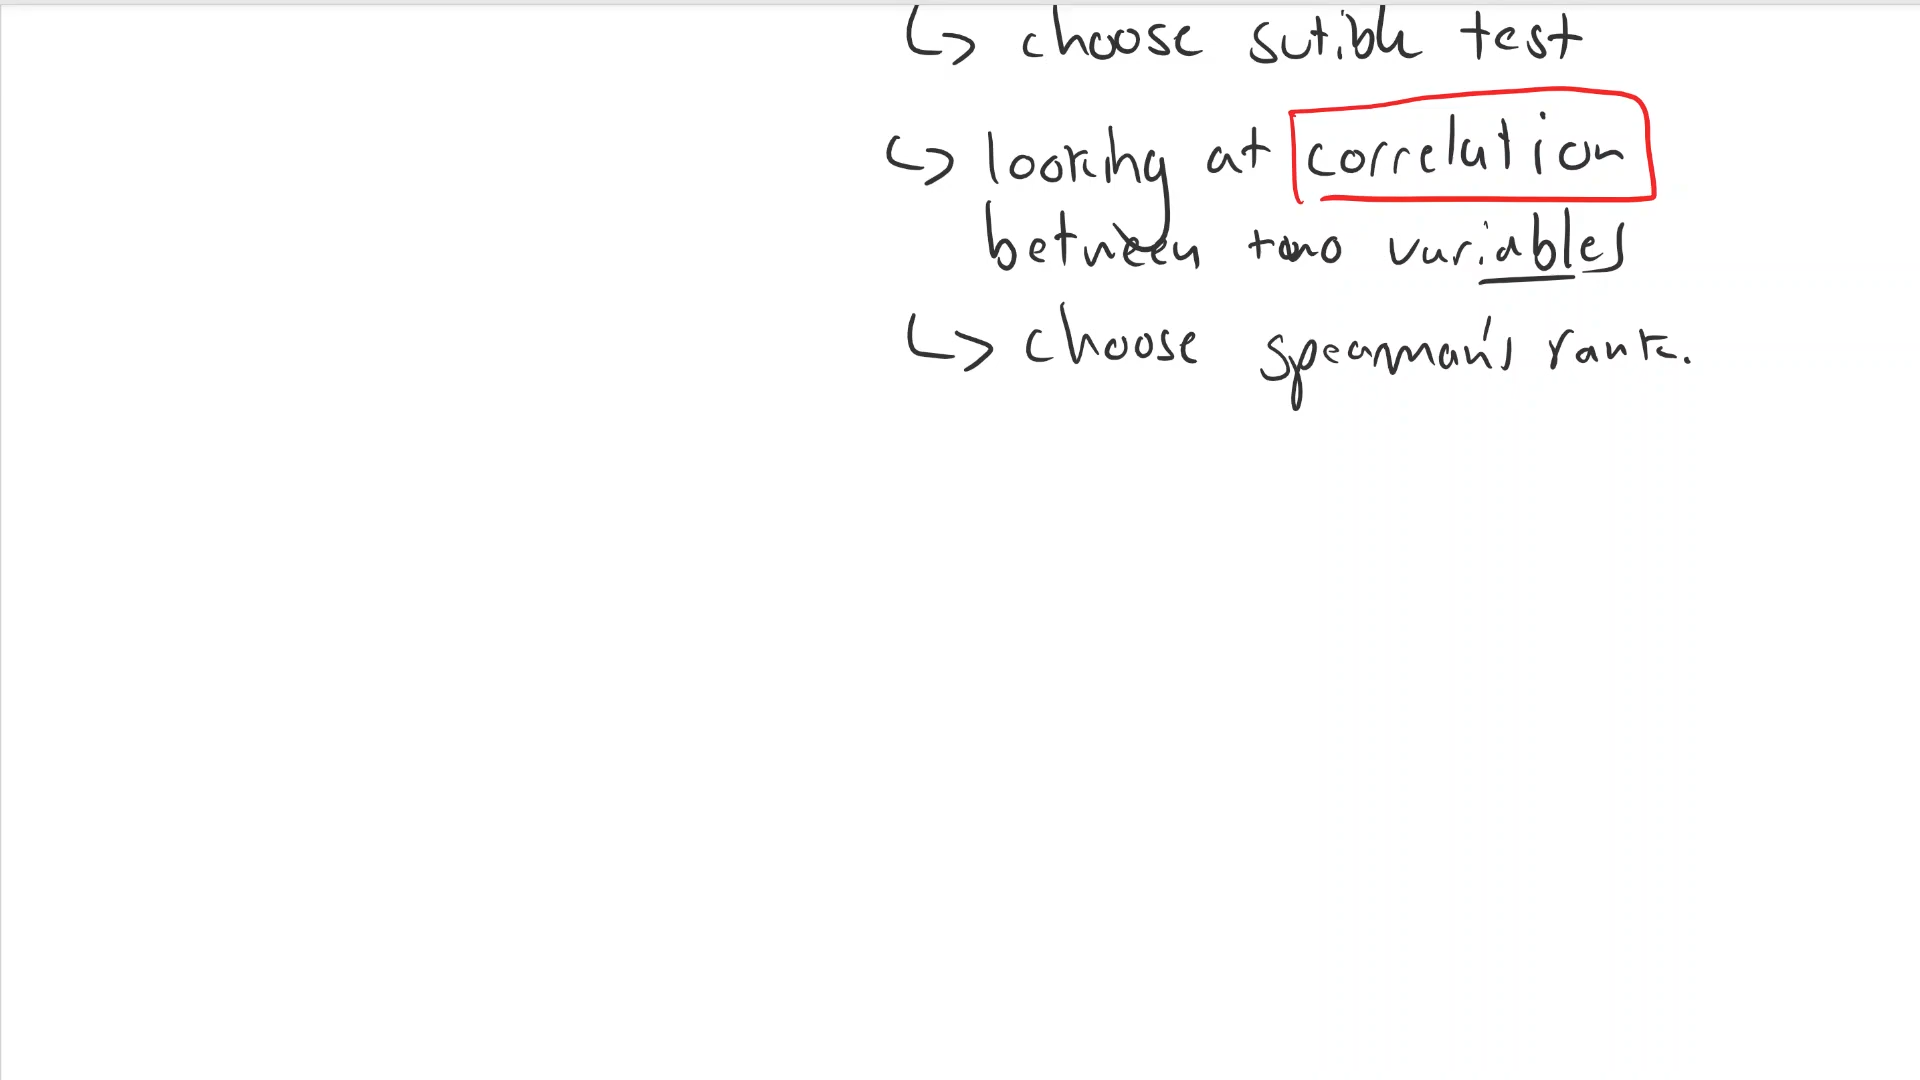 ↳ choose sutible test
↳ looking at correlation
between two variables
↳ choose spearman's rank.